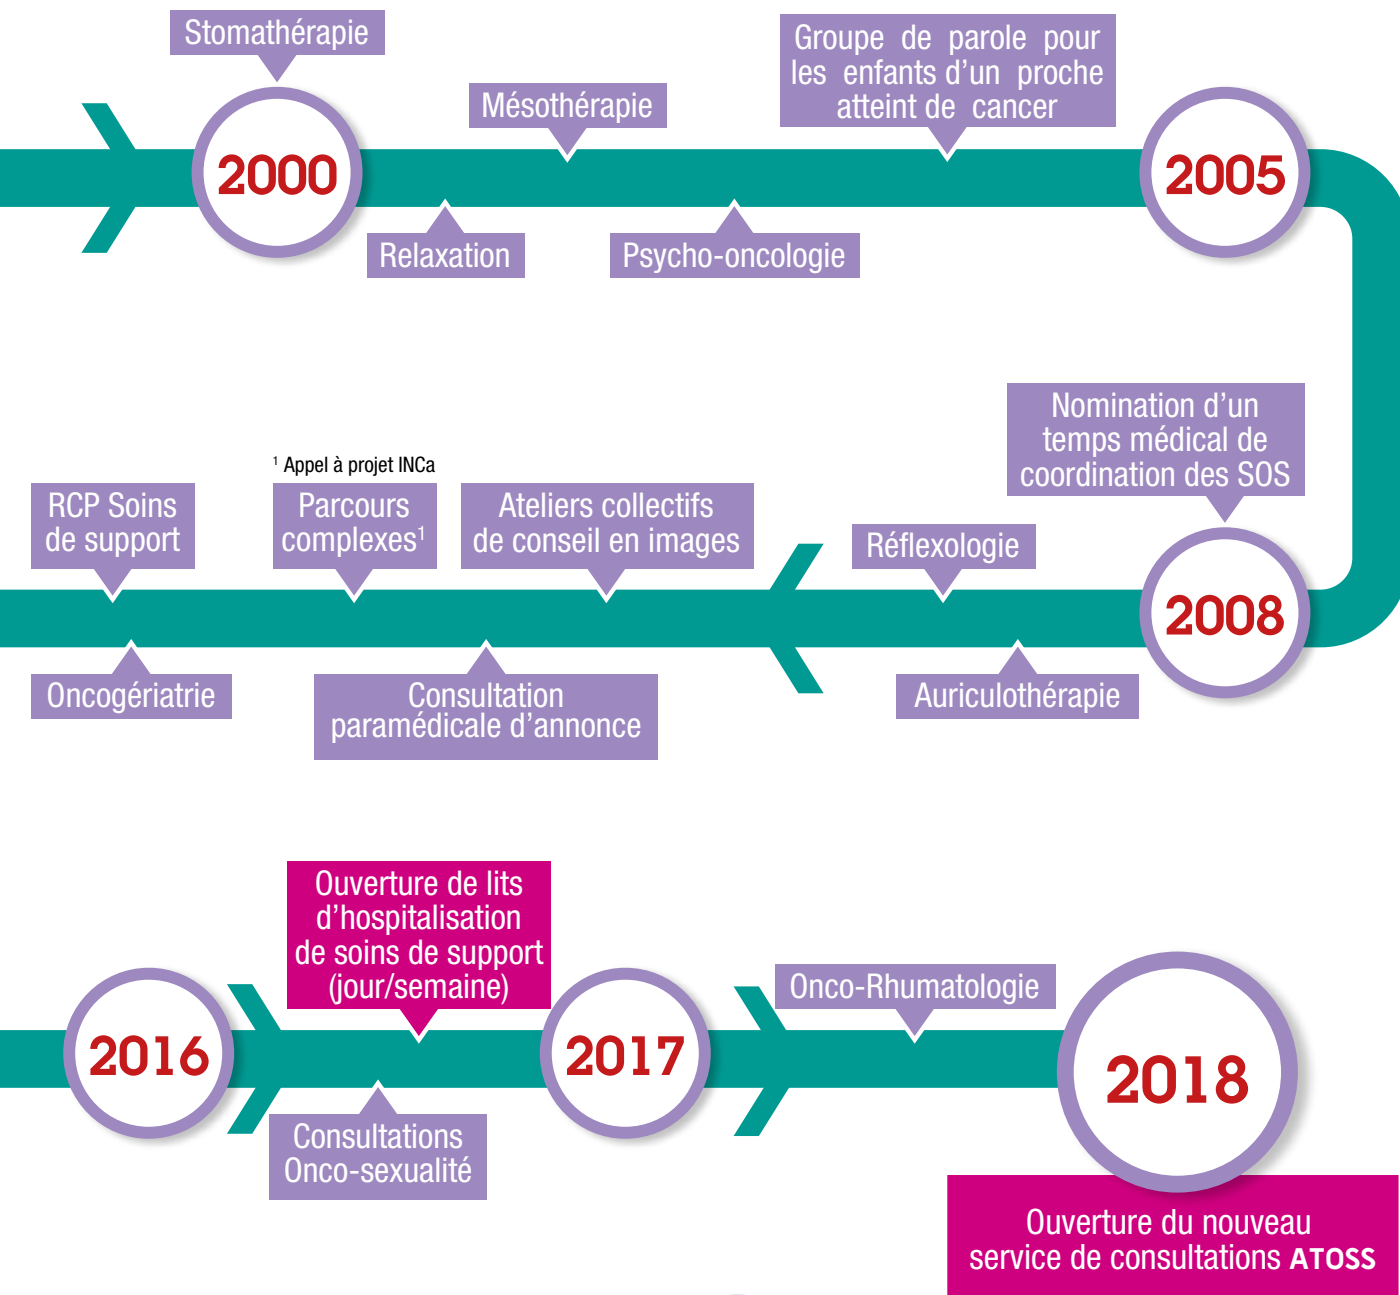 Stomathérapie
2000
Relaxation
Mésothérapie
Psycho-oncologie
Groupe de parole pour
les enfants d’un proche
atteint de cancer
2005
Nomination d’un
temps médical de
coordination des SOS
2008
Auriculothérapie
Réflexologie
Ateliers collectifs
de conseil en images
Consultation
paramédicale d’annonce
¹ Appel à projet INCa
Parcours
complexes¹
RCP Soins
de support
Oncogériatrie
2016
Ouverture de lits
d’hospitalisation
de soins de support
(jour/semaine)
Consultations
Onco-sexualité
2017
Onco-Rhumatologie
2018
Ouverture du nouveau
service de consultations ATOSS